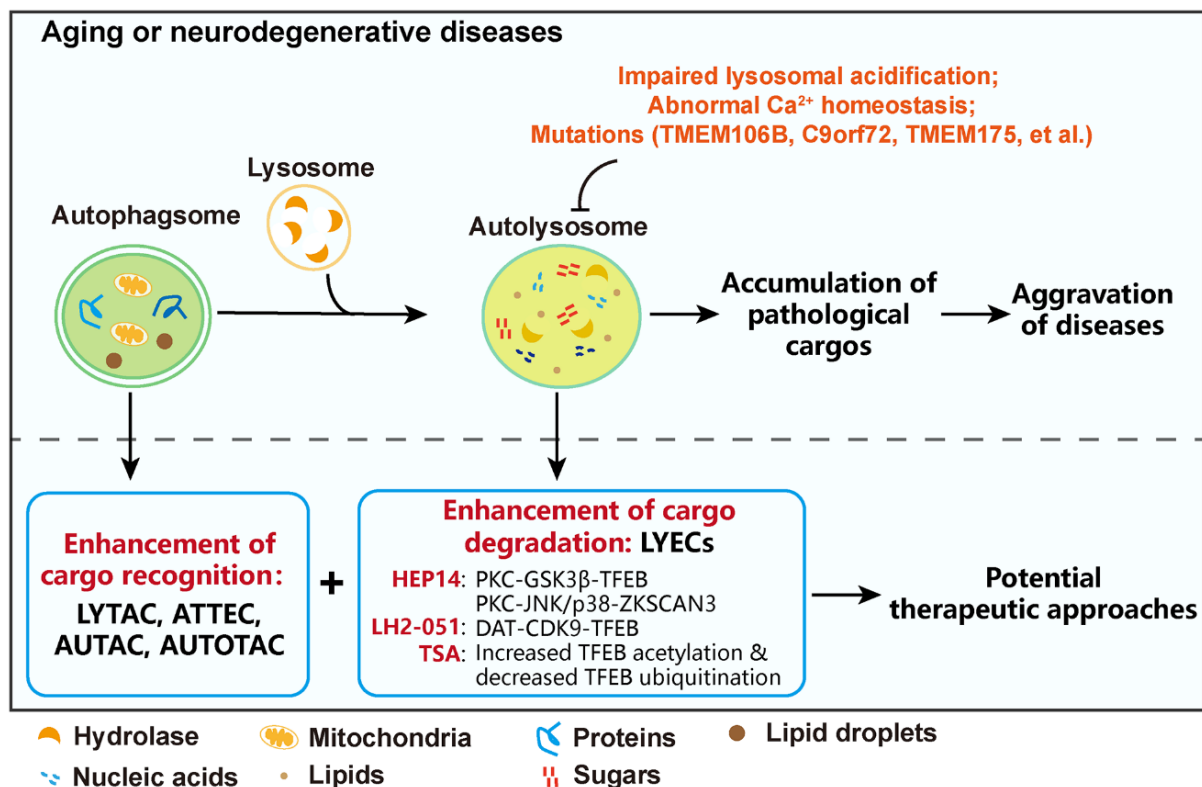 Aging or neurodegenerative diseases
Impaired lysosomal acidification;
Abnormal Ca²⁺ homeostasis;
Mutations (TMEM106B, C9orf72, TMEM175, et al.)
Lysosome
Autophagsome
Autolysosome
Accumulation of
pathological
cargos
Aggravation
of diseases
Enhancement of
cargo recognition:
LYTAC, ATTEC,
AUTAC, AUTOTAC
+
Enhancement of cargo
degradation: LYECs
HEP14: PKC-GSK3β-TFEB
PKC-JNK/p38-ZKSCAN3
LH2-051: DAT-CDK9-TFEB
TSA: Increased TFEB acetylation &
decreased TFEB ubiquitination
Potential
therapeutic approaches
Hydrolase
Mitochondria
Proteins
Lipid droplets
Nucleic acids
Lipids
Sugars